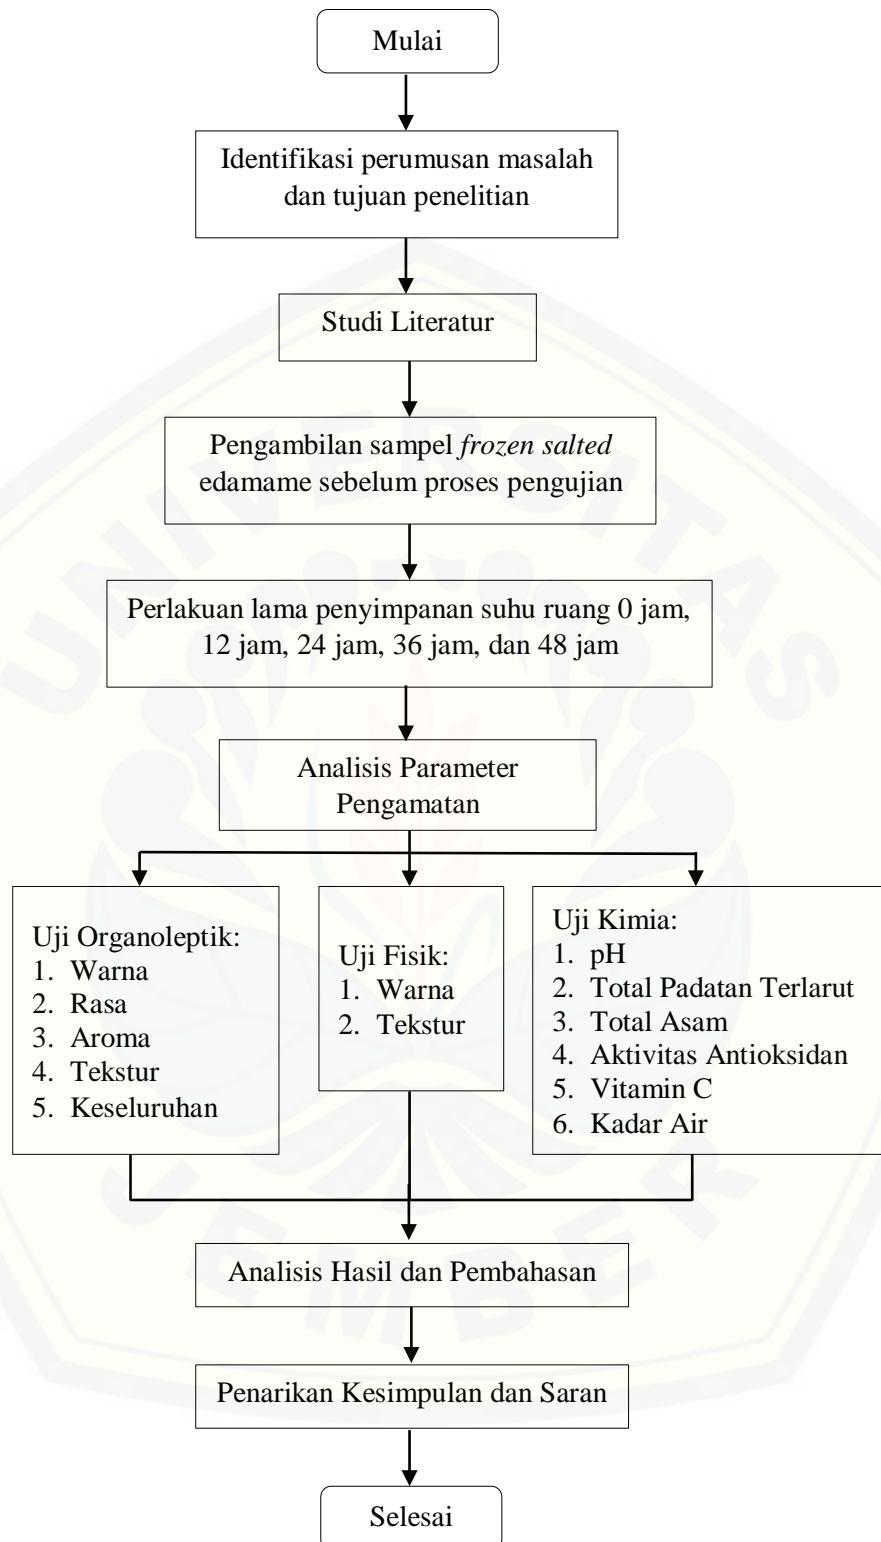 Mulai
Identifikasi perumusan masalah
dan tujuan penelitian
Studi Literatur
Pengambilan sampel frozen salted
edamame sebelum proses pengujian
Perlakuan lama penyimpanan suhu ruang 0 jam,
12 jam, 24 jam, 36 jam, dan 48 jam
Analisis Parameter
Pengamatan
Uji Organoleptik:
1. Warna
2. Rasa
3. Aroma
4. Tekstur
5. Keseluruhan
Uji Fisik:
1. Warna
2. Tekstur
Uji Kimia:
1. pH
2. Total Padatan Terlarut
3. Total Asam
4. Aktivitas Antioksidan
5. Vitamin C
6. Kadar Air
Analisis Hasil dan Pembahasan
Penarikan Kesimpulan dan Saran
Selesai
UNIVERSITAS
JEMBER